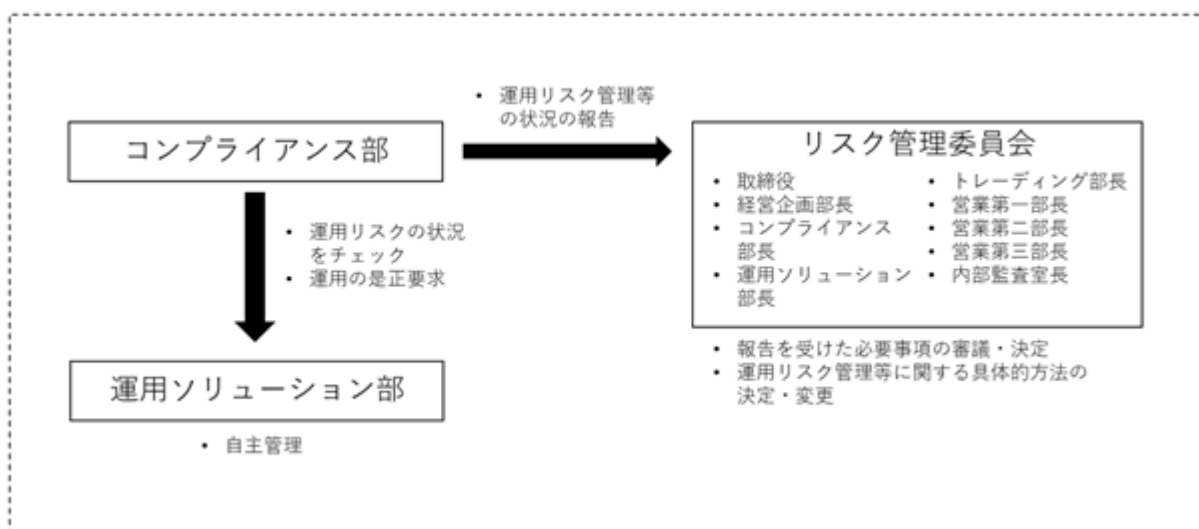 • 運用リスク管理等
の状況の報告
コンプライアンス部
• 運用リスクの状況
をチェック
• 運用の是正要求
運用ソリューション部
• 自主管理
リスク管理委員会
• 取締役
• 経営企画部長
• コンプライアンス
部長
• 運用ソリューション
部長
• トレーディング部長
• 営業第一部長
• 営業第二部長
• 営業第三部長
• 内部監査室長
• 報告を受けた必要事項の審議・決定
• 運用リスク管理等に関する具体的方法の
決定・変更